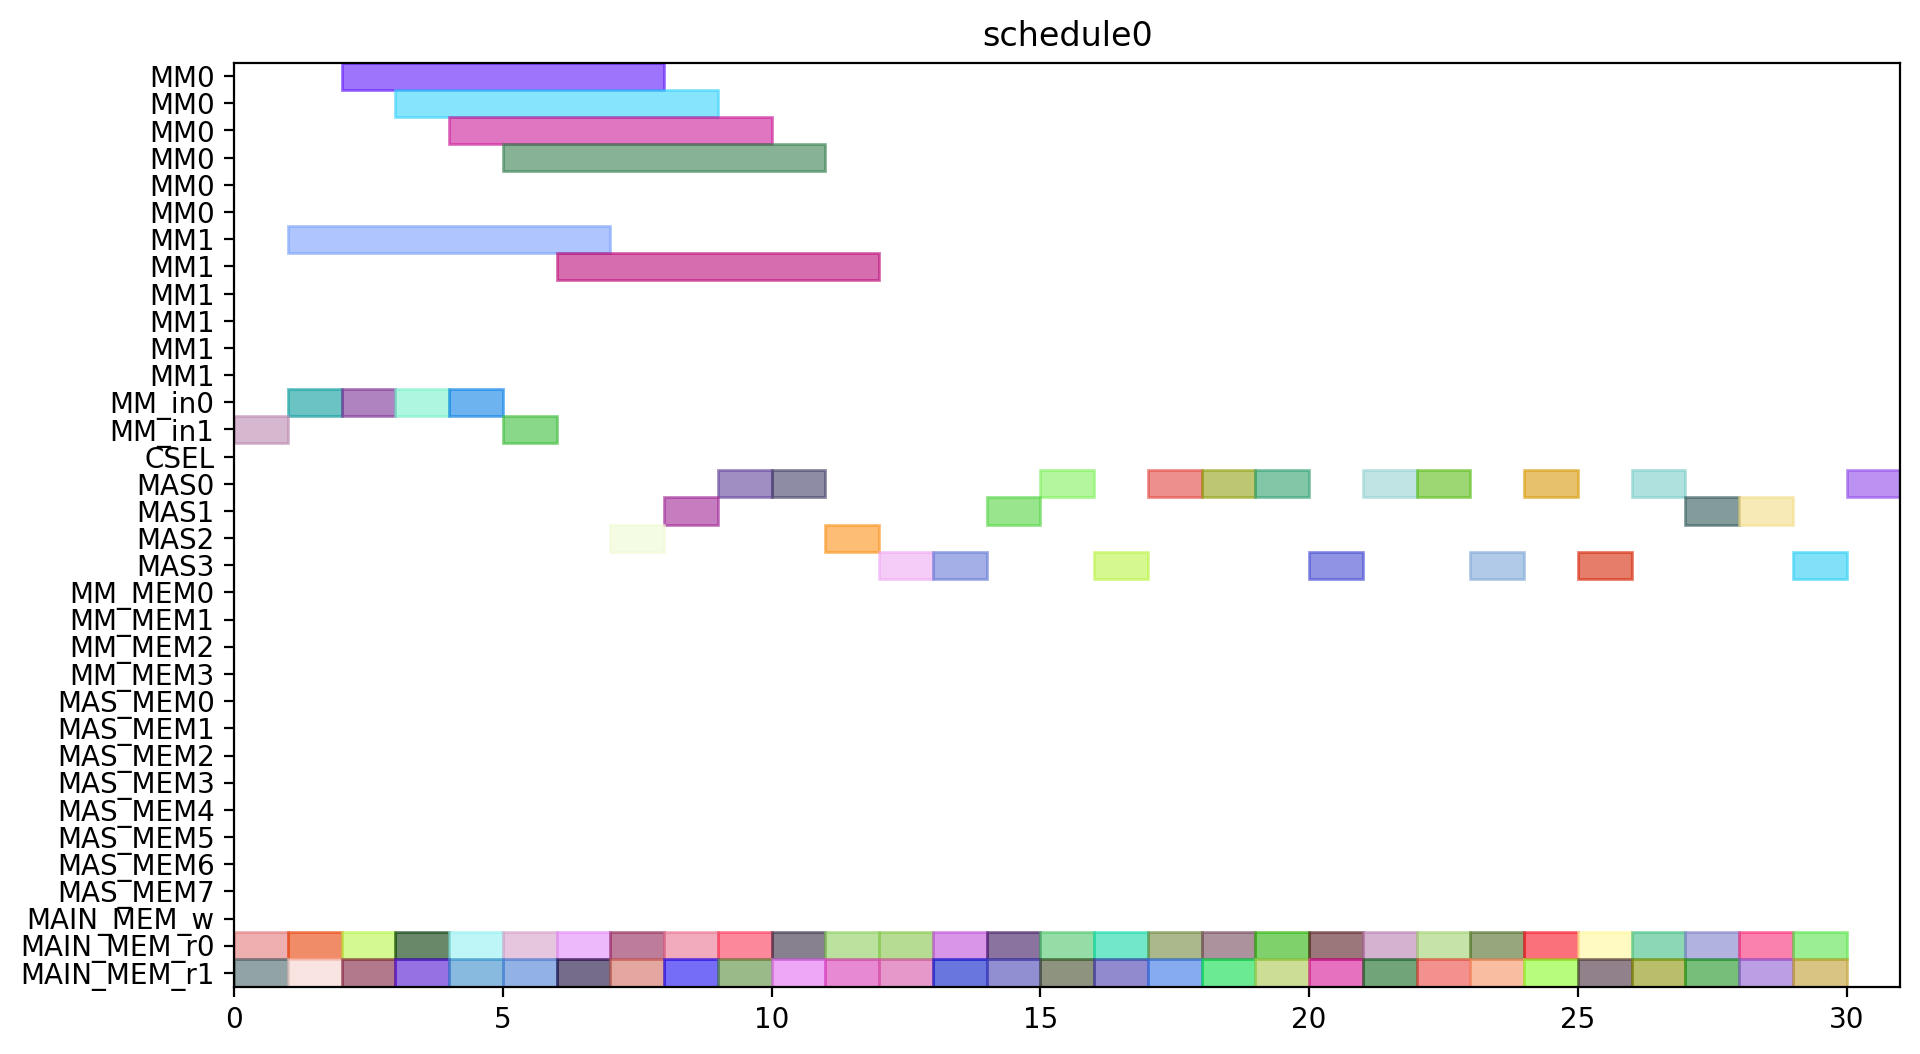 schedule0
MM0
MM0
MM0
MM0
MM0
MM0
MM1
MM1
MM1
MM1
MM1
MM1
MM_in0
MM_in1
CSEL
MAS0
MAS1
MAS2
MAS3
MM_MEM0
MM_MEM1
MM_MEM2
MM_MEM3
MAS_MEM0
MAS_MEM1
MAS_MEM2
MAS_MEM3
MAS_MEM4
MAS_MEM5
MAS_MEM6
MAS_MEM7
MAIN_MEM_w
MAIN_MEM_r0
MAIN_MEM_r1
0 5 10 15 20 25 30